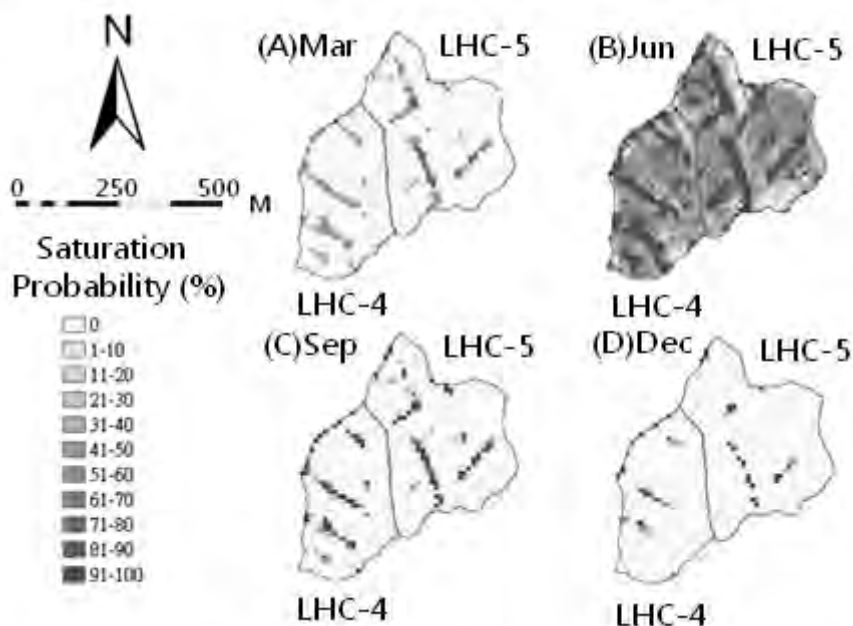 N
0 250 500 M
Saturation
Probability (%)
0
1-10
11-20
21-30
31-40
41-50
51-60
61-70
71-80
81-90
91-100
(A)Mar LHC-5
LHC-4
(B)Jun LHC-5
LHC-4
(C)Sep LHC-5
LHC-4
(D)Dec LHC-5
LHC-4